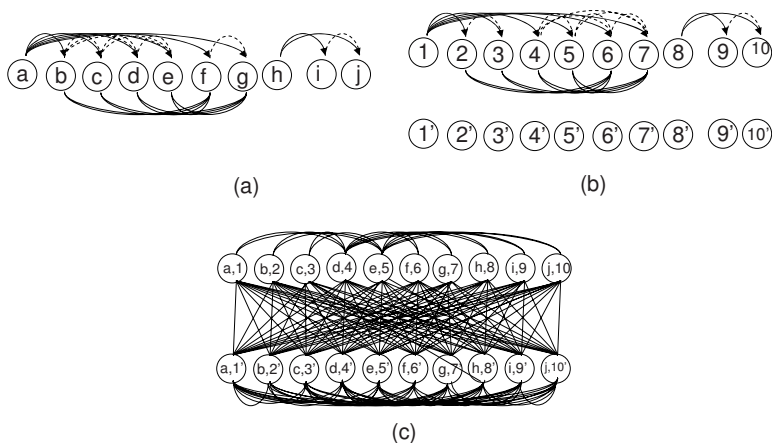 a b c d e f g h i j
(a)
1 2 3 4 5 6 7 8 9 10
1' 2' 3' 4' 5' 6' 7' 8' 9' 10'
(b)
a,1 b,2 c,3 d,4 e,5 f,6 g,7 h,8 i,9 j,10
a,1' b,2' c,3' d,4' e,5' f,6' g,7' h,8' i,9' j,10'
(c)